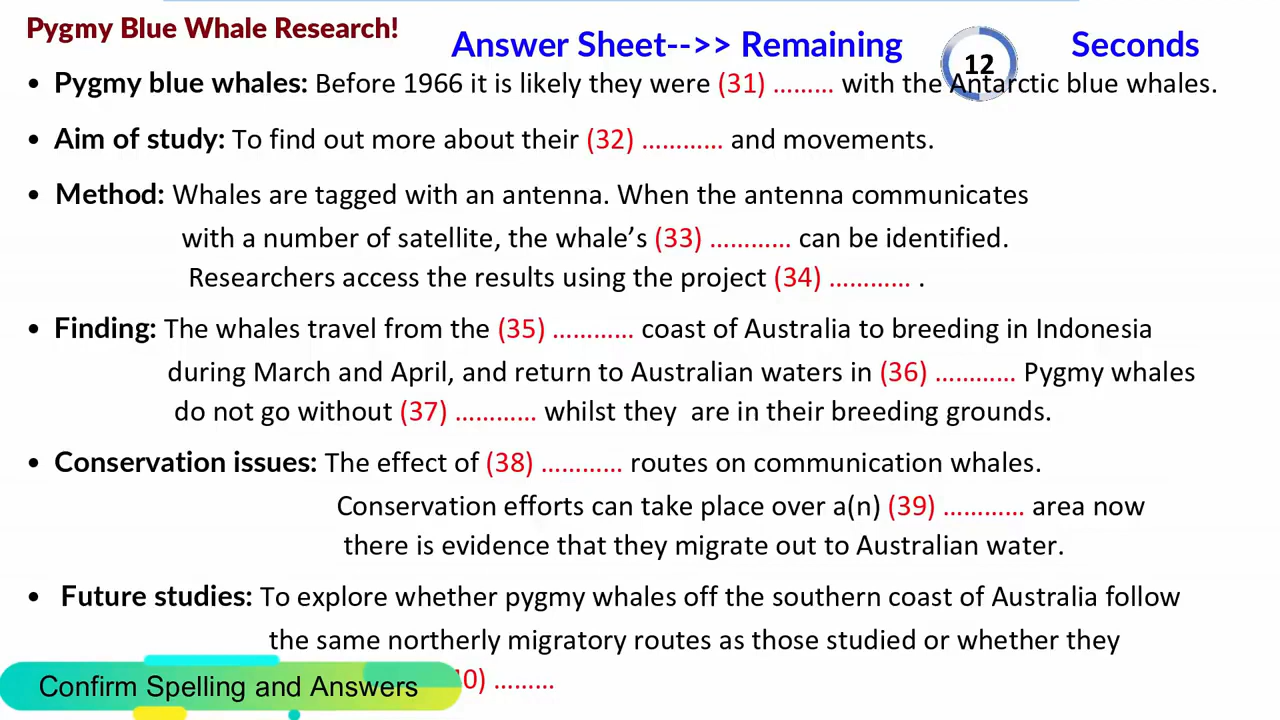 Pygmy Blue Whale Research!
Answer Sheet-->> Remaining 12 Seconds
• Pygmy blue whales: Before 1966 it is likely they were (31) ……… with the Antarctic blue whales.
• Aim of study: To find out more about their (32) ………… and movements.
• Method: Whales are tagged with an antenna. When the antenna communicates
with a number of satellite, the whale's (33) ………… can be identified.
Researchers access the results using the project (34) ………… .
• Finding: The whales travel from the (35) ………… coast of Australia to breeding in Indonesia
during March and April, and return to Australian waters in (36) ………… Pygmy whales
do not go without (37) ………… whilst they are in their breeding grounds.
• Conservation issues: The effect of (38) ………… routes on communication whales.
Conservation efforts can take place over a(n) (39) ………… area now
there is evidence that they migrate out to Australian water.
• Future studies: To explore whether pygmy whales off the southern coast of Australia follow
the same northerly migratory routes as those studied or whether they
0) ………
Confirm Spelling and Answers